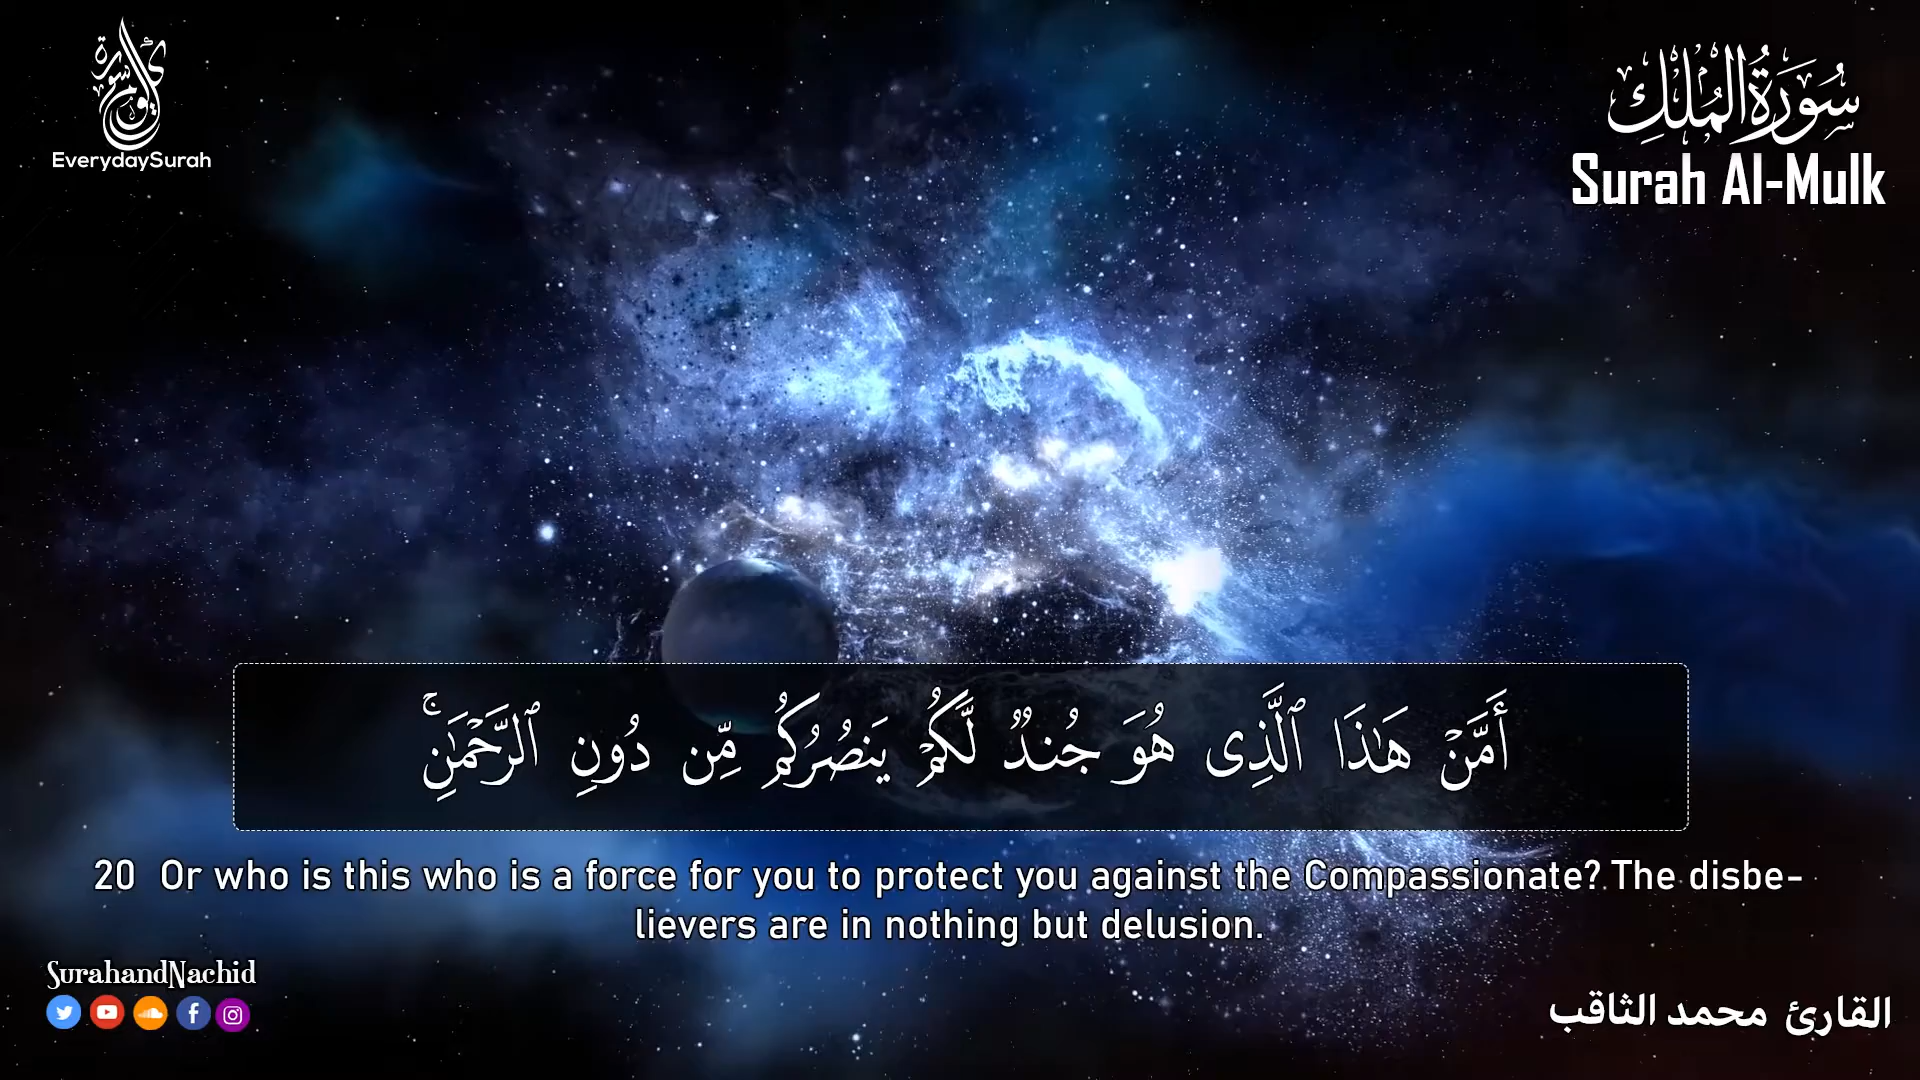 EverydaySurah
سُورَةُ الْمُلْكِ
Surah Al-Mulk
أَمَّنْ هَٰذَا ٱلَّذِى هُوَ جُندٌ لَّكُمْ يَنصُرُكُم مِّن دُونِ ٱلرَّحْمَٰنِ ۚ
20 Or who is this who is a force for you to protect you against the Compassionate? The disbe-
lievers are in nothing but delusion.
SurahandNachid
القارئ محمد الثاقب